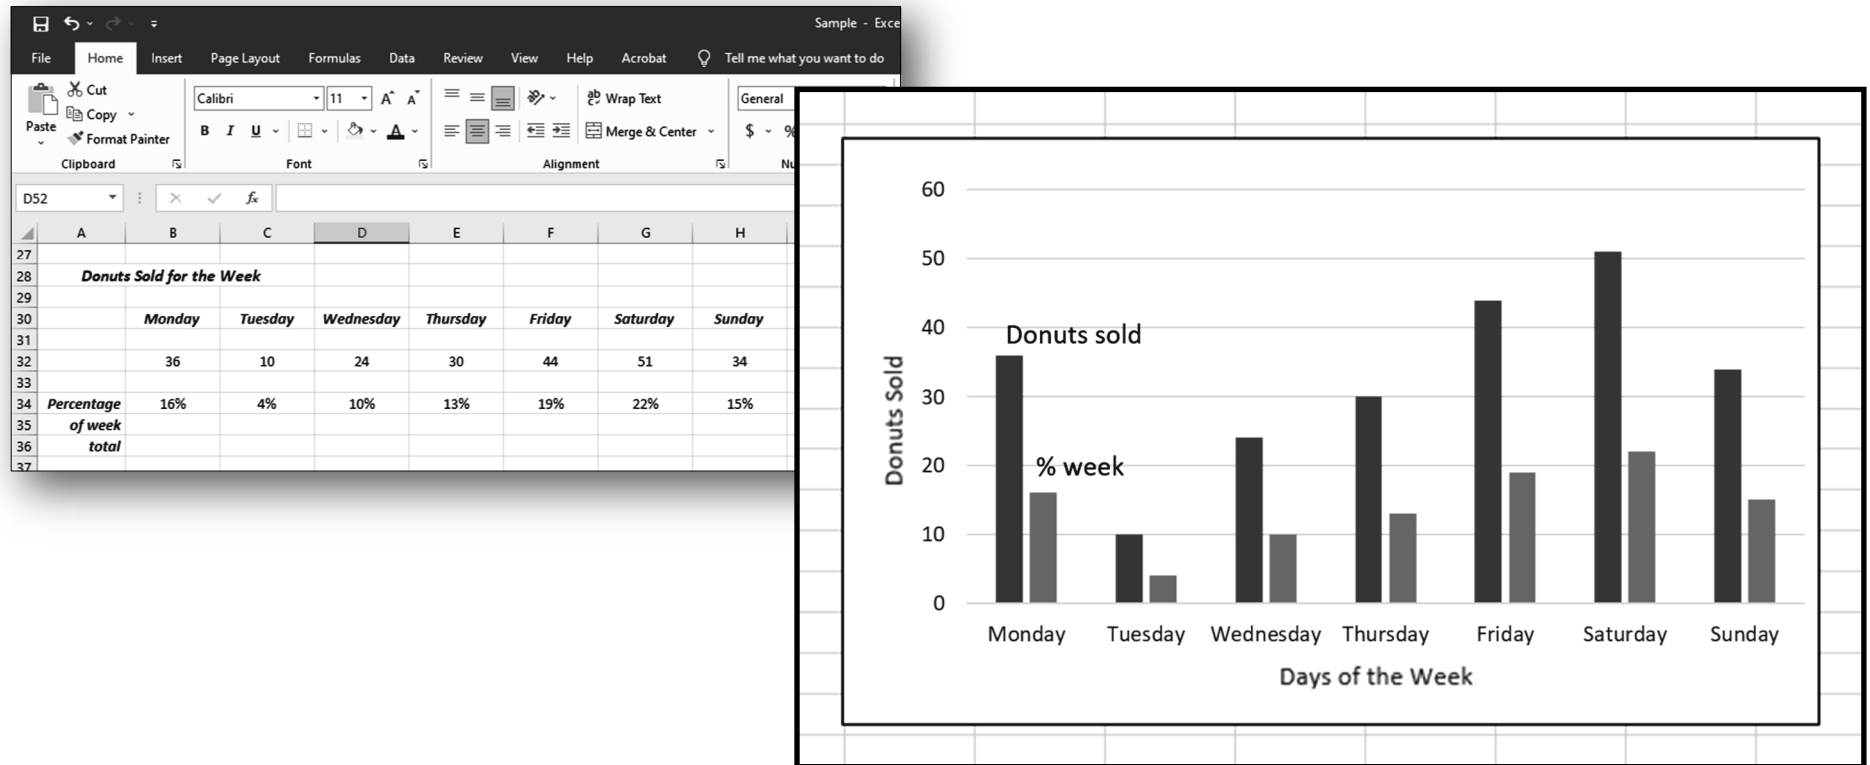 Sample - Exce
File Home Insert Page Layout Formulas Data Review View Help Acrobat Tell me what you want to do
Cut
Copy
Paste
Format Painter
Clipboard
Calibri 11
B I U A
Font
Wrap Text
Merge & Center
Alignment
General
$ %
Nu
D52 fx
A B C D E F G H
27
28 Donuts Sold for the Week
29
30 Monday Tuesday Wednesday Thursday Friday Saturday Sunday
31
32 36 10 24 30 44 51 34
33
34 Percentage 16% 4% 10% 13% 19% 22% 15%
35 of week
36 total
37
60
50
40
30
20
10
0
Donuts Sold
Donuts sold
% week
Monday Tuesday Wednesday Thursday Friday Saturday Sunday
Days of the Week